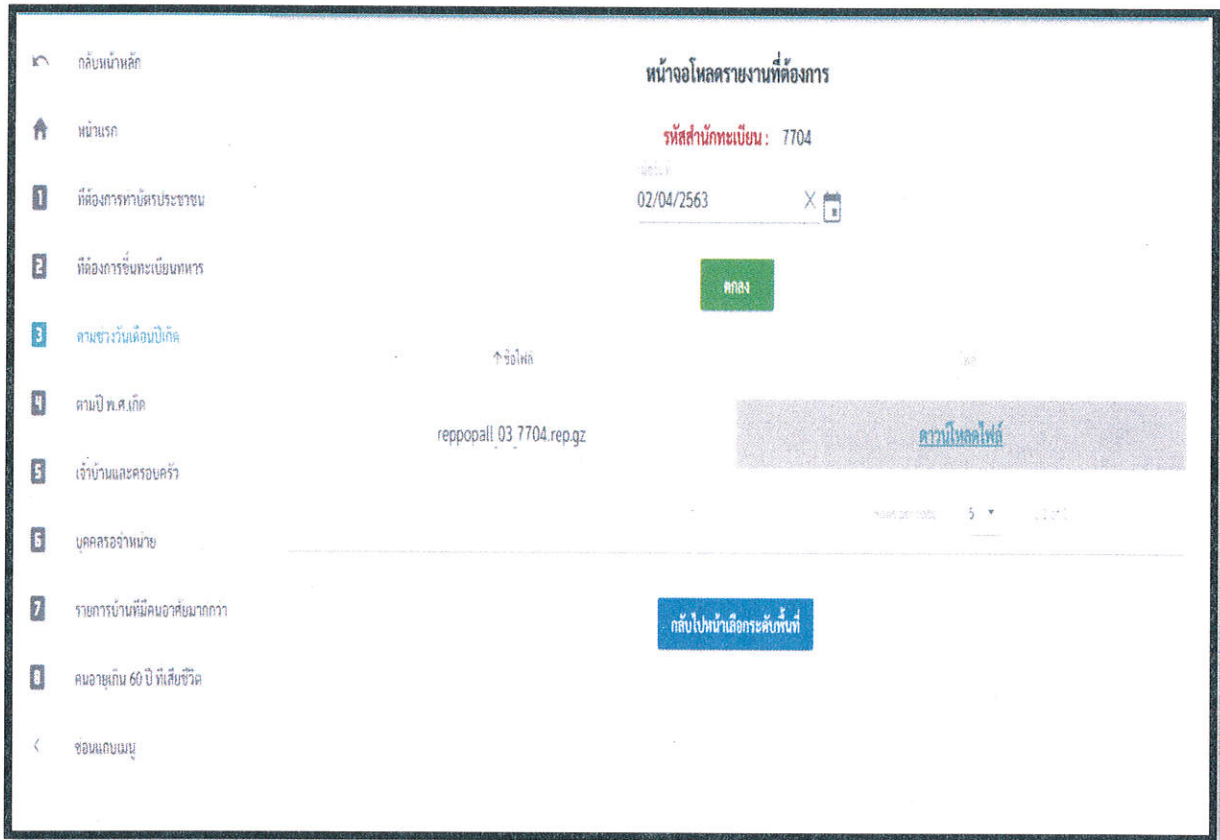 กลับหน้าหลัก
หน้าแรก
1 ที่ต้องการทำบัตรประชาชน
2 ที่ต้องการขึ้นทะเบียนทหาร
3 ตามช่วงวันเดือนปีเกิด
4 ตามปี พ.ศ.เกิด
5 เจ้าบ้านและครอบครัว
6 บุคคลรอจำหน่าย
7 รายการบ้านที่มีคนอาศัยมากกว่า
8 คนอายุเกิน 60 ปี ที่เสียชีวิต
ซ่อนแถบเมนู
หน้าจอโหลดรายงานที่ต้องการ
รหัสสำนักทะเบียน : 7704
02/04/2563
ตกลง
ชื่อไฟล์
reppopall_03_7704.rep.gz
ดาวน์โหลดไฟล์
5
กลับไปหน้าเลือกระดับพื้นที่